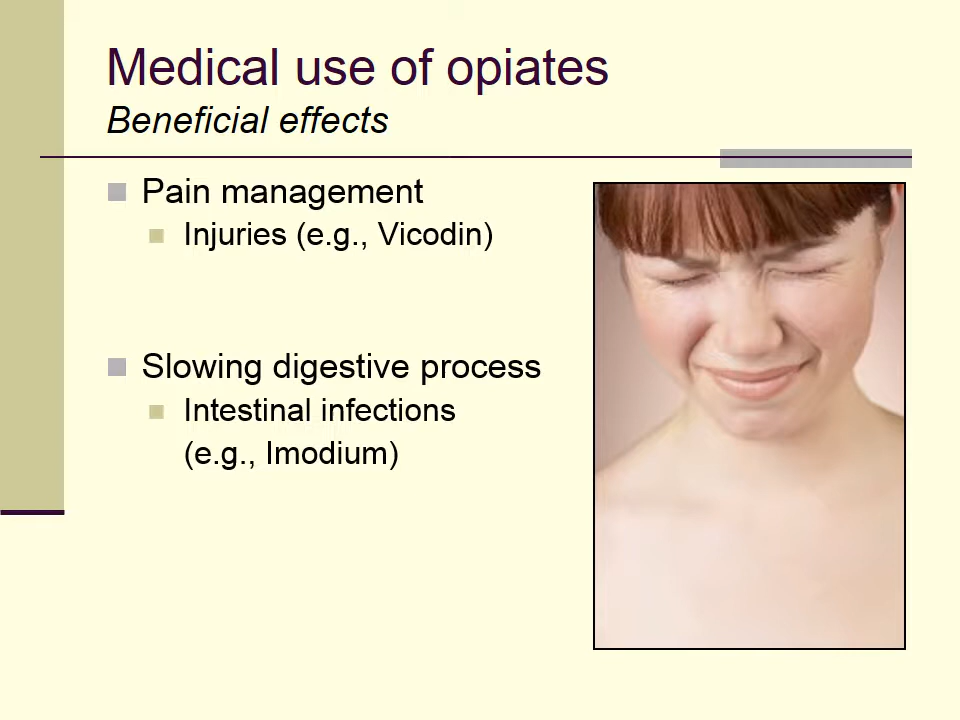 Medical use of opiates
Beneficial effects
Pain management
Injuries (e.g., Vicodin)
Slowing digestive process
Intestinal infections
(e.g., Imodium)